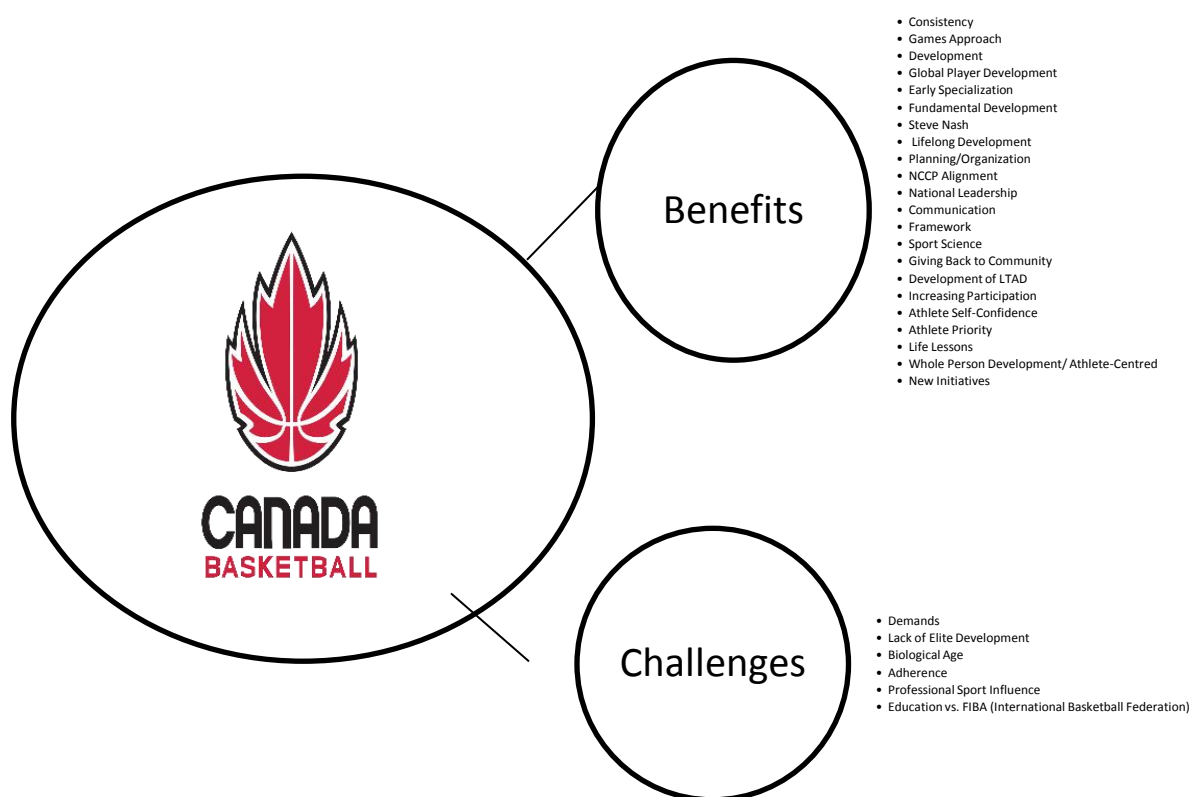 • Consistency
• Games Approach
• Development
• Global Player Development
• Early Specialization
• Fundamental Development
• Steve Nash
• Lifelong Development
• Planning/Organization
• NCCP Alignment
• National Leadership
• Communication
• Framework
• Sport Science
• Giving Back to Community
• Development of LTAD
• Increasing Participation
• Athlete Self-Confidence
• Athlete Priority
• Life Lessons
• Whole Person Development/ Athlete-Centred
• New Initiatives
Benefits
CANADA
BASKETBALL
Challenges
• Demands
• Lack of Elite Development
• Biological Age
• Adherence
• Professional Sport Influence
• Education vs. FIBA (International Basketball Federation)